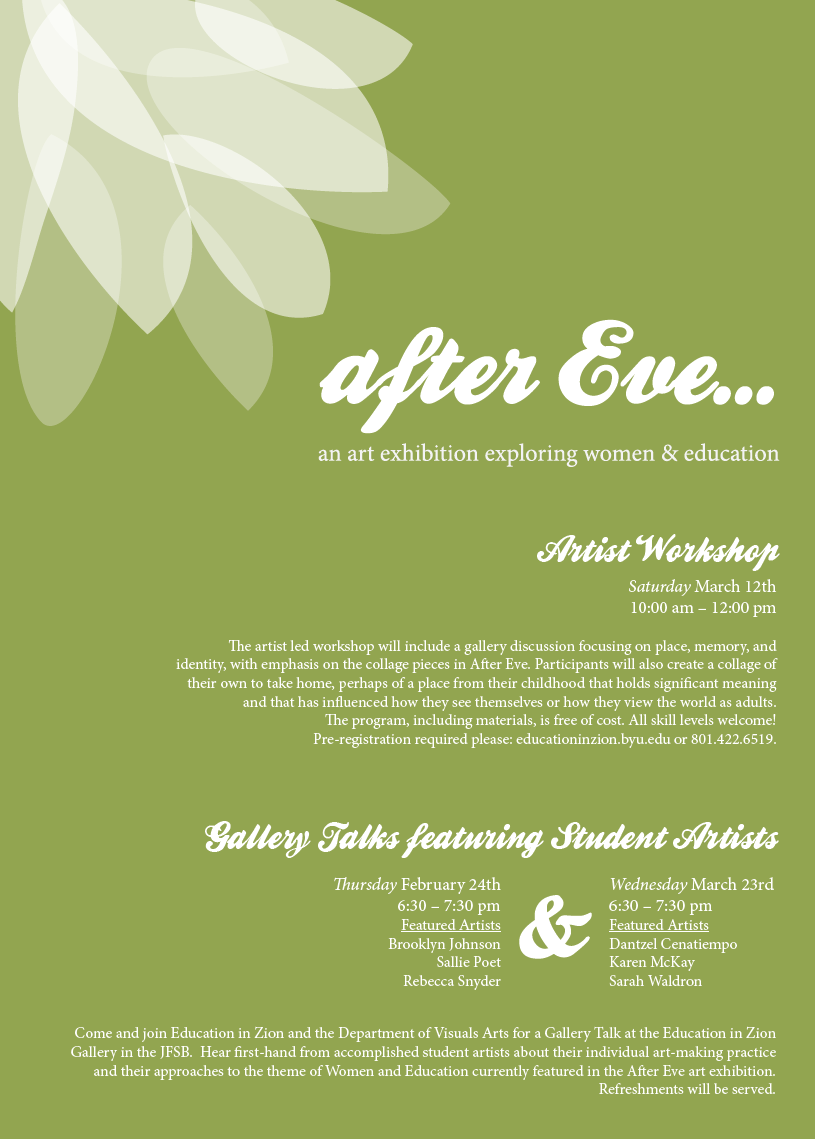 after Eve...
an art exhibition exploring women & education
Artist Workshop
Saturday March 12th
10:00 am – 12:00 pm
The artist led workshop will include a gallery discussion focusing on place, memory, and
identity, with emphasis on the collage pieces in After Eve. Participants will also create a collage of
their own to take home, perhaps of a place from their childhood that holds significant meaning
and that has influenced how they see themselves or how they view the world as adults.
The program, including materials, is free of cost. All skill levels welcome!
Pre-registration required please: educationinzion.byu.edu or 801.422.6519.
Gallery Talks featuring Student Artists
Thursday February 24th
6:30 – 7:30 pm
Featured Artists
Brooklyn Johnson
Sallie Poet
Rebecca Snyder
&
Wednesday March 23rd
6:30 – 7:30 pm
Featured Artists
Dantzel Cenatiempo
Karen McKay
Sarah Waldron
Come and join Education in Zion and the Department of Visuals Arts for a Gallery Talk at the Education in Zion
Gallery in the JFSB.  Hear first-hand from accomplished student artists about their individual art-making practice
and their approaches to the theme of Women and Education currently featured in the After Eve art exhibition.
Refreshments will be served.